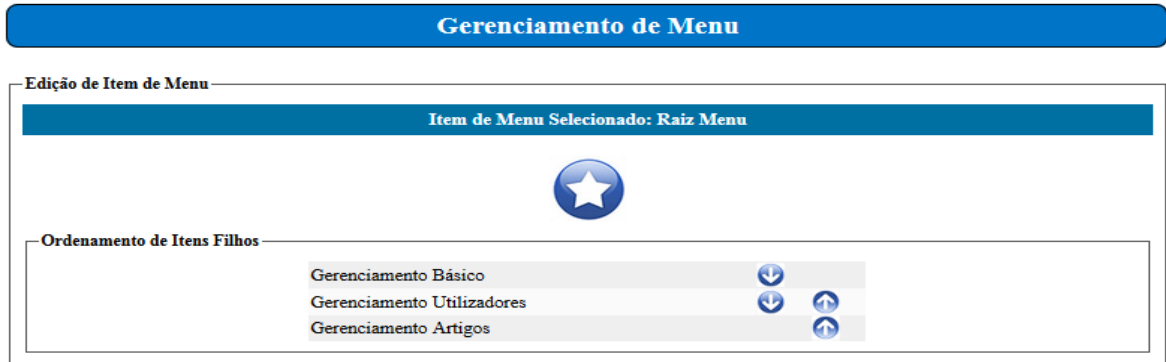 Gerenciamento de Menu
Edição de Item de Menu
Item de Menu Selecionado: Raiz Menu
Ordenamento de Itens Filhos
Gerenciamento Básico
Gerenciamento Utilizadores
Gerenciamento Artigos